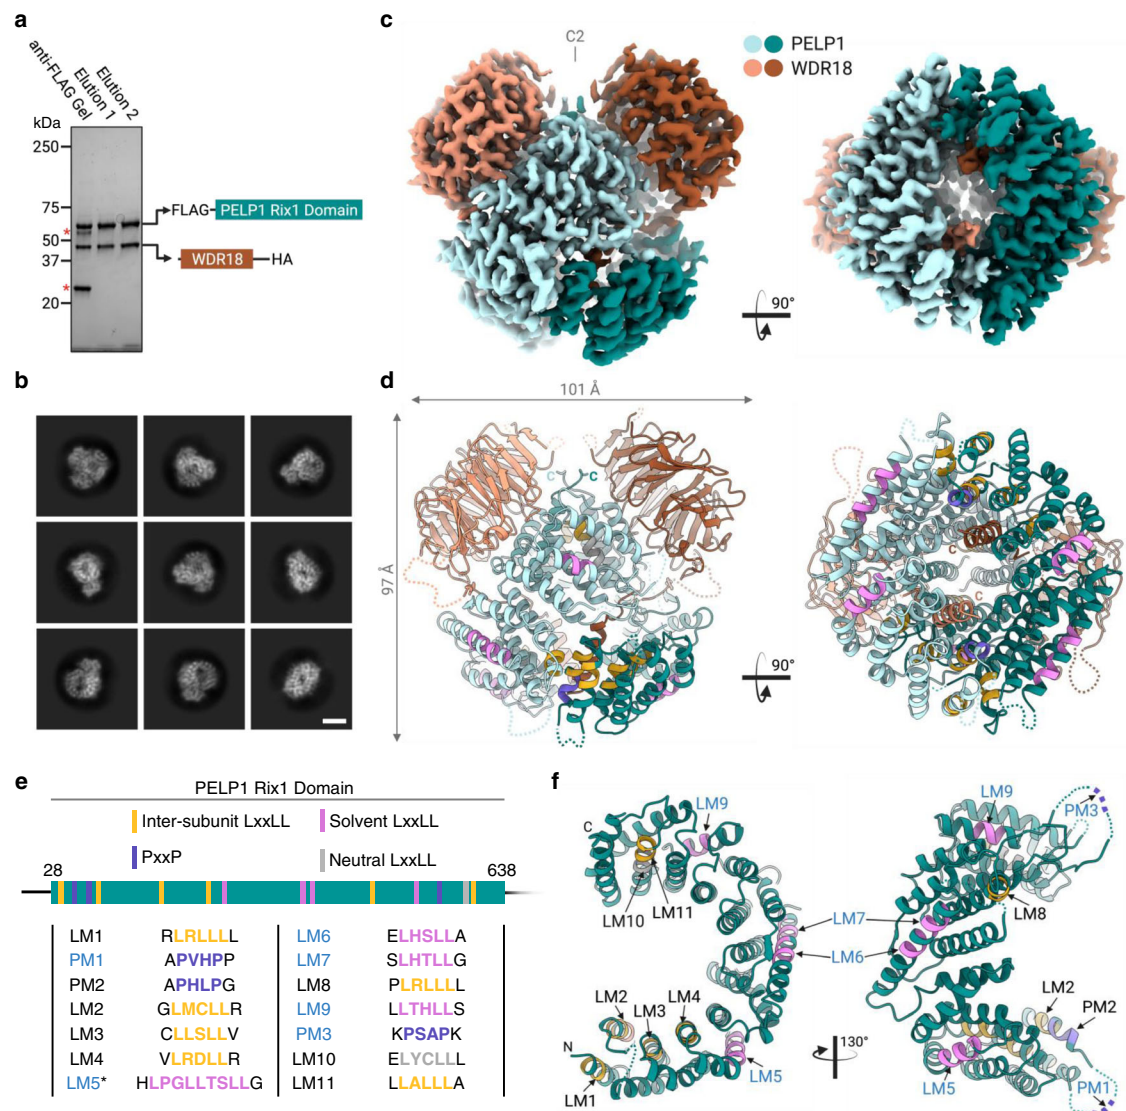 a
anti-FLAG Gel
Elution 1
Elution 2
kDa
250
75
50
37
20
*
*
FLAG PELP1 Rix1 Domain
WDR18 HA
b
c
C2
PELP1
WDR18
90°
d
101 Å
97 Å
C
C
90°
C
C
e
PELP1 Rix1 Domain
Inter-subunit LxxLL
Solvent LxxLL
PxxP
Neutral LxxLL
28
638
LM1 RLRLLLL
PM1 APVHPP
PM2 APHLPG
LM2 GLMCLLR
LM3 CLLSLLV
LM4 VLRDLLR
LM5* HLPGLLTSLLG
LM6 ELHSLLA
LM7 SLHTLLG
LM8 PLRLLLL
LM9 LLTHLLS
PM3 KPSAPK
LM10 ELYCLLL
LM11 LLALLLA
f
C
LM9
LM10
LM11
LM7
LM6
LM2
LM3
LM4
N
LM1
LM5
130°
LM9
PM3
LM8
LM2
PM2
LM5
PM1